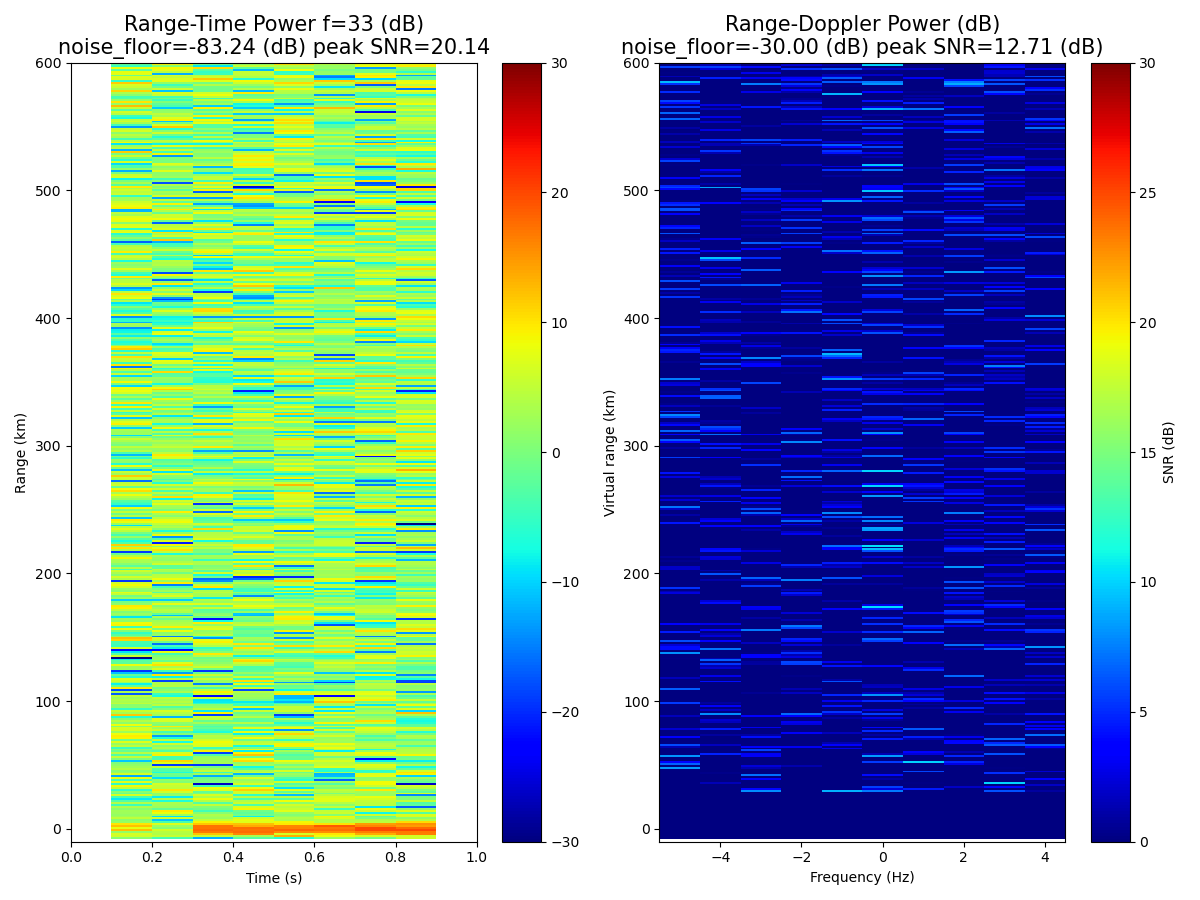 Range-Time Power f=33 (dB)
noise_floor=-83.24 (dB) peak SNR=20.14
Range (km)
600
500
400
300
200
100
0
0.0 0.2 0.4 0.6 0.8 1.0
Time (s)
30
20
10
0
−10
−20
−30
Range-Doppler Power (dB)
noise_floor=-30.00 (dB) peak SNR=12.71 (dB)
Virtual range (km)
600
500
400
300
200
100
0
−4 −2 0 2 4
Frequency (Hz)
30
25
20
15
10
5
0
SNR (dB)